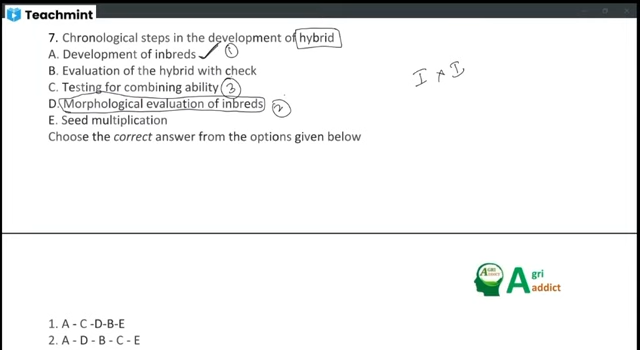 Teachmint
7. Chronological steps in the development of hybrid
A. Development of inbreds ✓ ①
B. Evaluation of the hybrid with check
I × I
C. Testing for combining ability ③
D. Morphological evaluation of inbreds ②
E. Seed multiplication
Choose the correct answer from the options given below
AGRI ADDICT
Agri addict
1. A - C -D-B-E
2. A - D - B - C - E